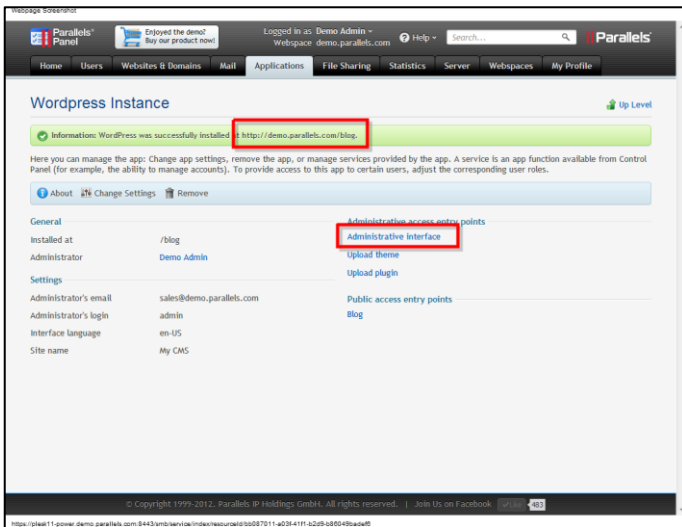 Webpage Screenshot
Parallels' Panel
Enjoyed the demo? Buy our product now!
Logged in as Demo Admin
Webspace demo.parallels.com
Help
Search...
Parallels
Home Users Websites & Domains Mail Applications File Sharing Statistics Server Webspaces My Profile
Wordpress Instance
Up Level
Information: WordPress was successfully installed at http://demo.parallels.com/blog.
Here you can manage the app: Change app settings, remove the app, or manage services provided by the app. A service is an app function available from Control
Panel (for example, the ability to manage accounts). To provide access to this app to certain users, adjust the corresponding user roles.
About Change Settings Remove
General
Installed at /blog
Administrator Demo Admin
Settings
Administrator's email sales@demo.parallels.com
Administrator's login admin
Interface language en-US
Site name My CMS
Administrative access entry points
Administrative interface
Upload theme
Upload plugin
Public access entry points
Blog
© Copyright 1999-2012. Parallels IP Holdings GmbH. All rights reserved. | Join Us on Facebook 483